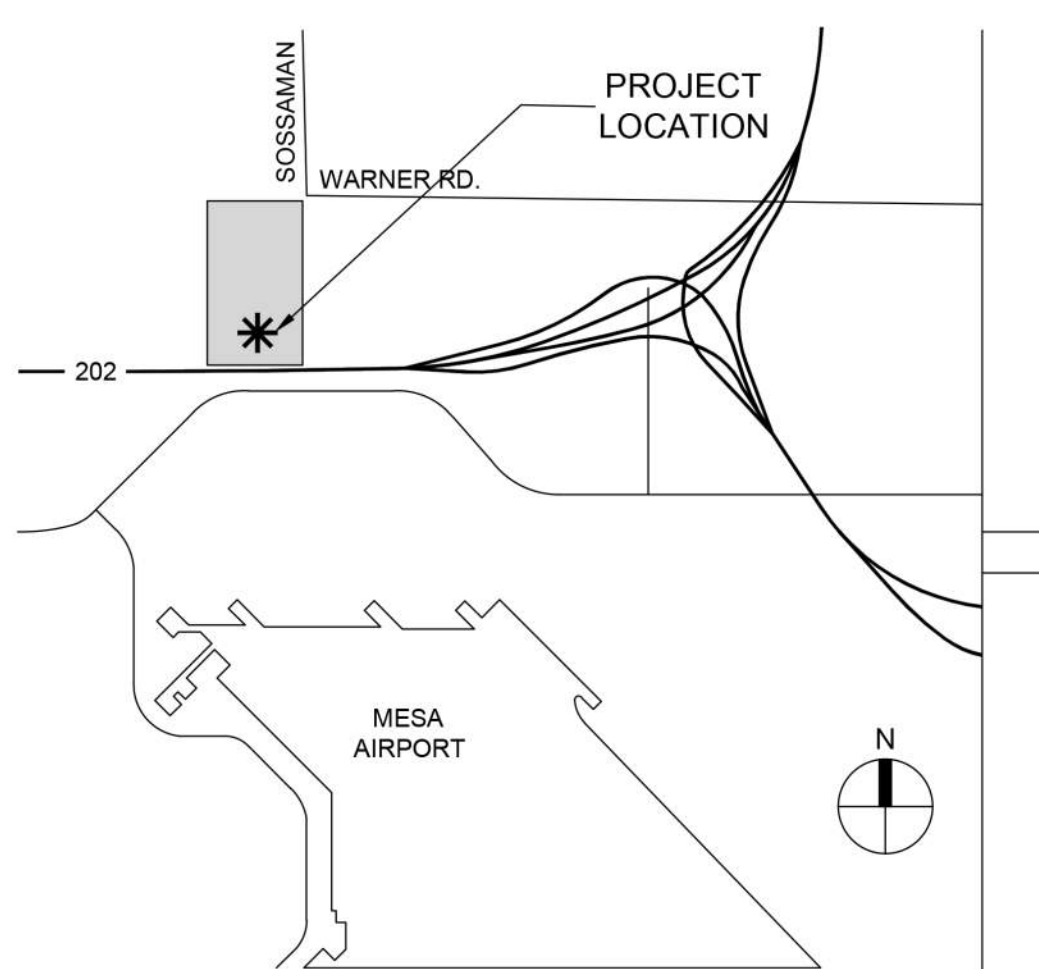 SOSSAMAN
PROJECT
LOCATION
WARNER RD.
202
MESA
AIRPORT
N